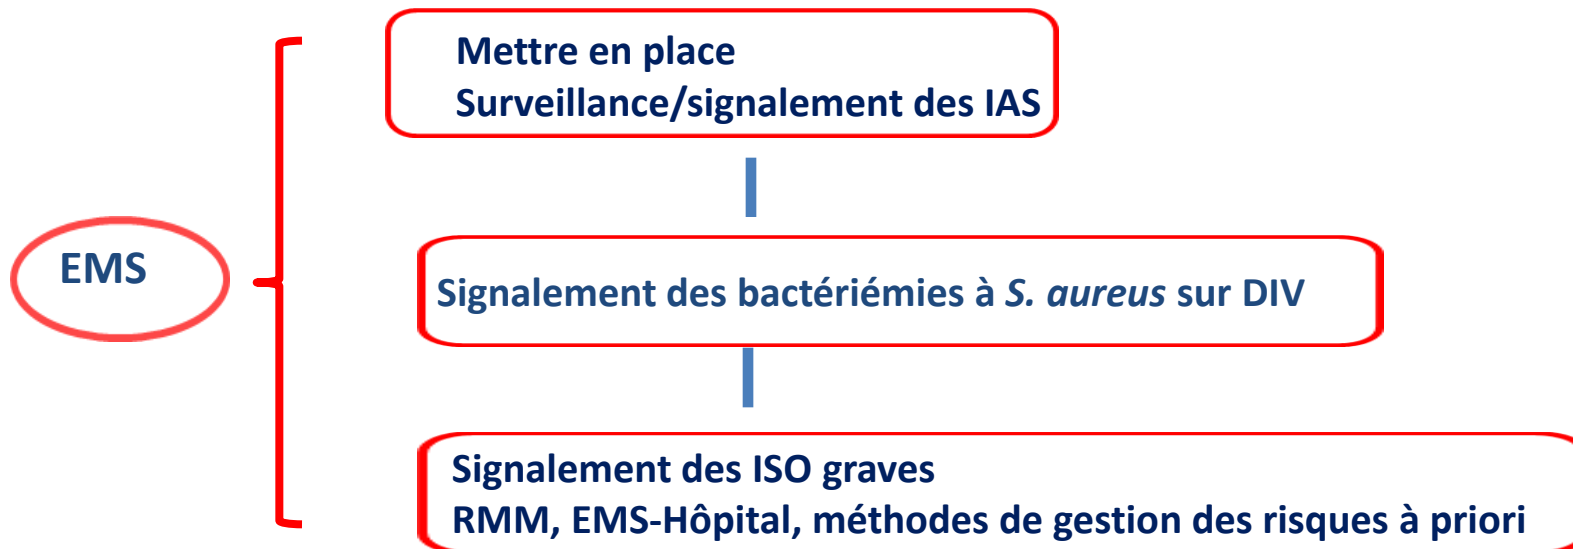 Mettre en place
Surveillance/signalement des IAS
EMS
Signalement des bactériémies à S. aureus sur DIV
Signalement des ISO graves
RMM, EMS-Hôpital, méthodes de gestion des risques à priori